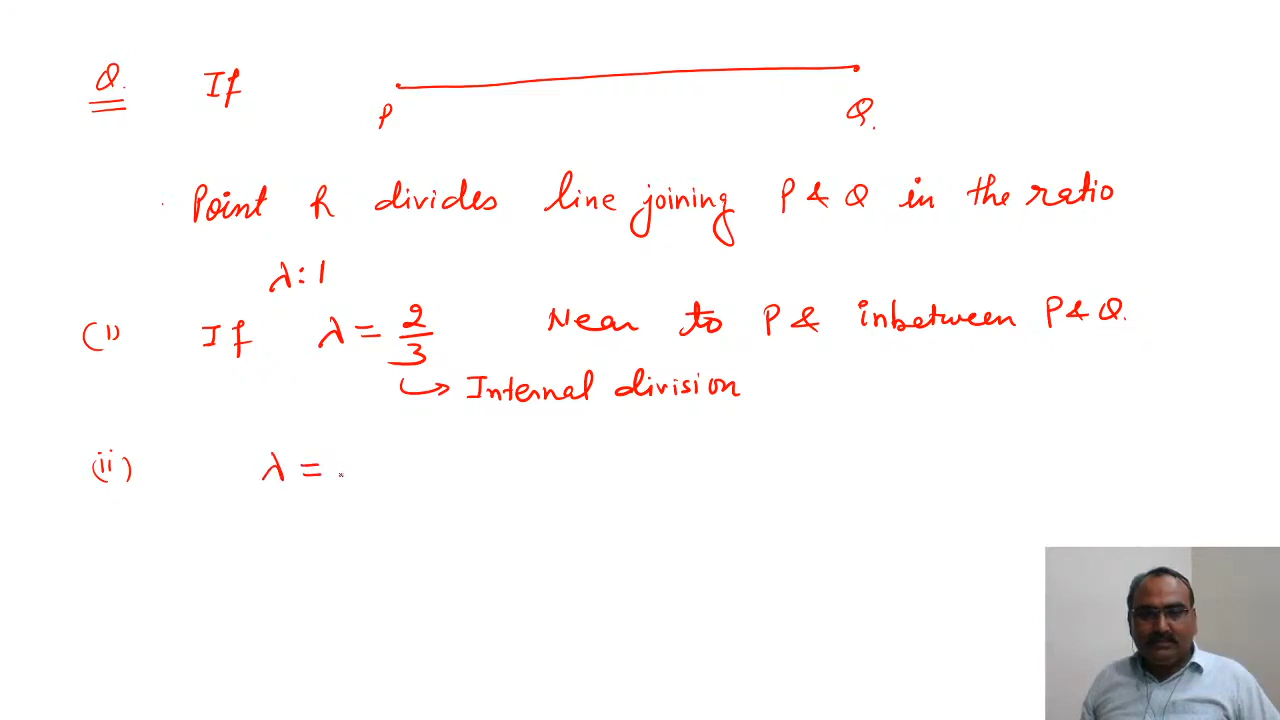 Q. If
P Q.
Point R divides line joining P & Q in the ratio
λ:1
(i) If λ = 2/3 Near to P & inbetween P & Q.
↳ Internal division
(ii) λ =